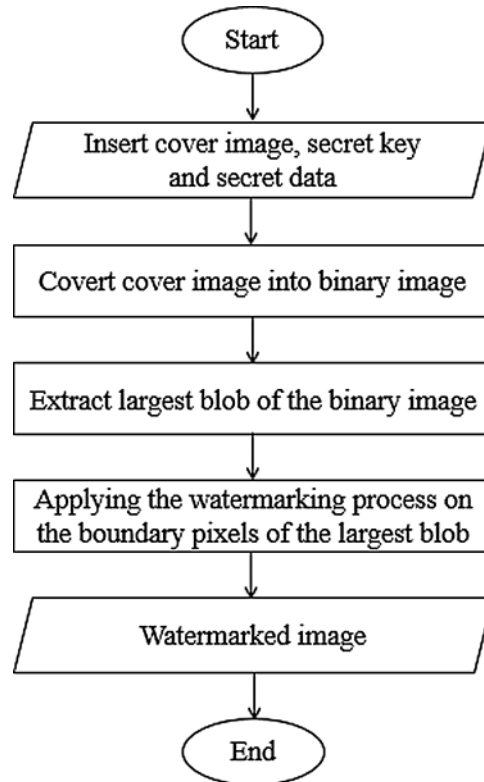 Start
Insert cover image, secret key
and secret data
Covert cover image into binary image
Extract largest blob of the binary image
Applying the watermarking process on
the boundary pixels of the largest blob
Watermarked image
End